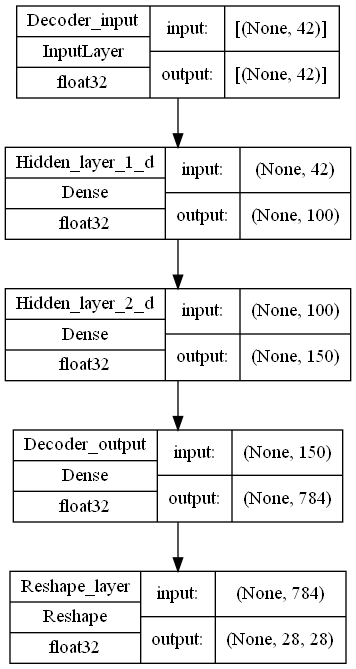 Decoder_input
InputLayer
float32
input:
[(None, 42)]
output:
[(None, 42)]
Hidden_layer_1_d
Dense
float32
input:
(None, 42)
output:
(None, 100)
Hidden_layer_2_d
Dense
float32
input:
(None, 100)
output:
(None, 150)
Decoder_output
Dense
float32
input:
(None, 150)
output:
(None, 784)
Reshape_layer
Reshape
float32
input:
(None, 784)
output:
(None, 28, 28)